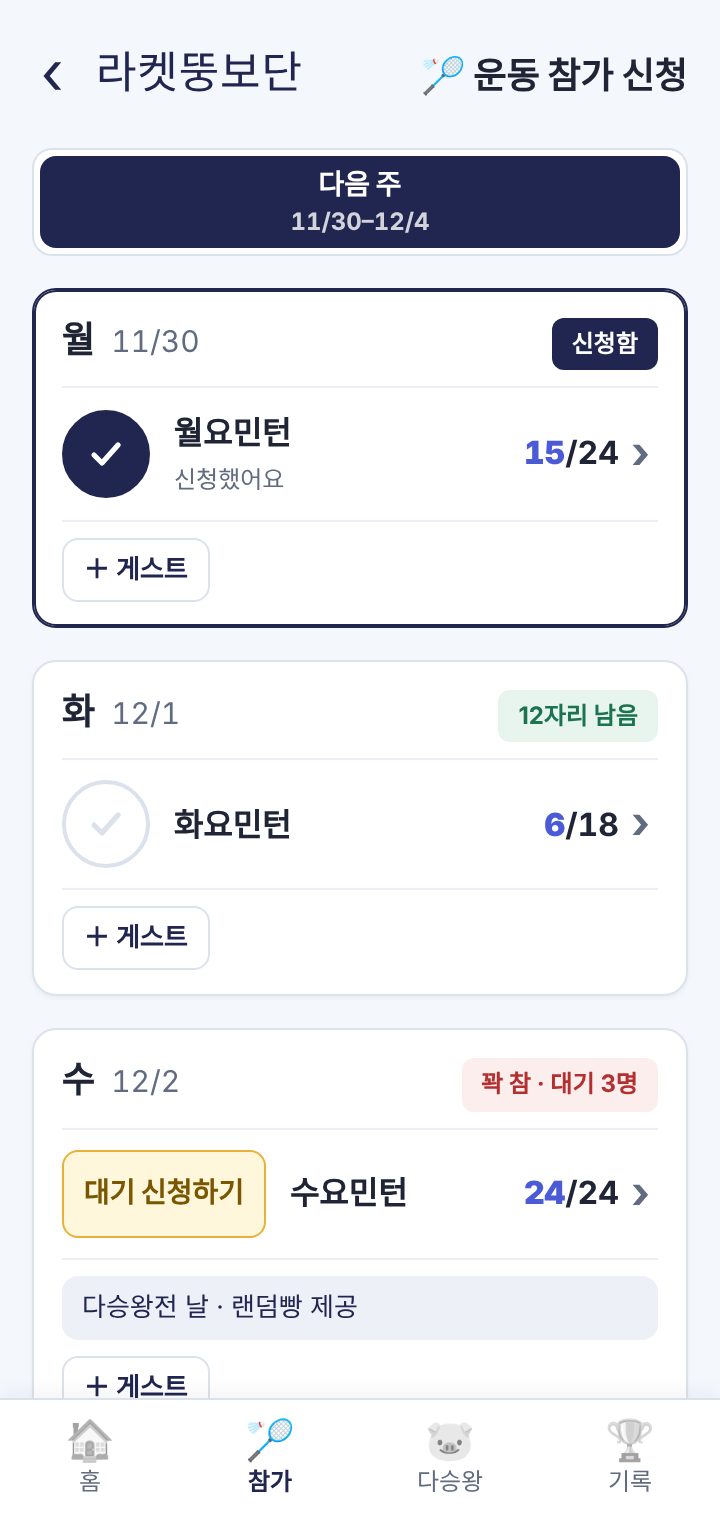 라켓뚱보단
운동 참가 신청
다음 주
11/30–12/4
월 11/30
신청함
월요민턴
신청했어요
15/24
+ 게스트
화 12/1
12자리 남음
화요민턴
6/18
+ 게스트
수 12/2
꽉 참 · 대기 3명
대기 신청하기
수요민턴
24/24
다승왕전 날 · 랜덤빵 제공
+ 게스트
홈
참가
다승왕
기록